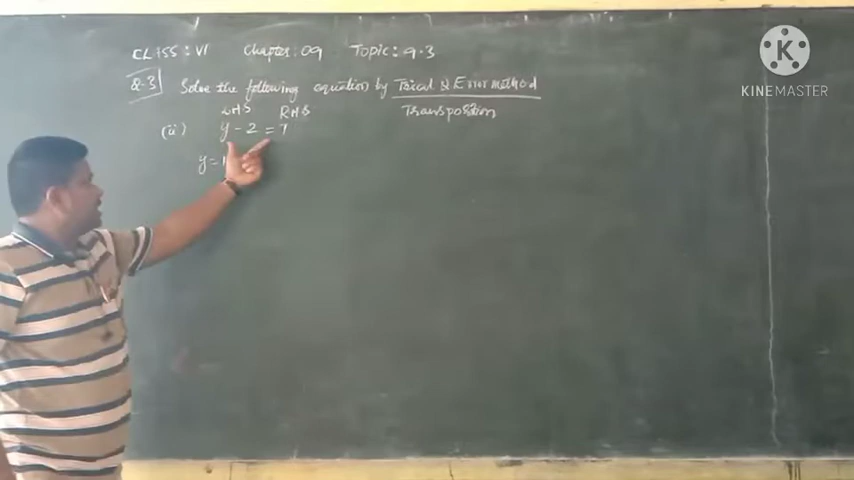 CLASS: VI Chapter: 09 Topic: 9.3
Q.3 Solve the following equation by Trical & Error method
LHS RHS Transposition
(ii) y - 2 = 7
y = 1
K
KINEMASTER